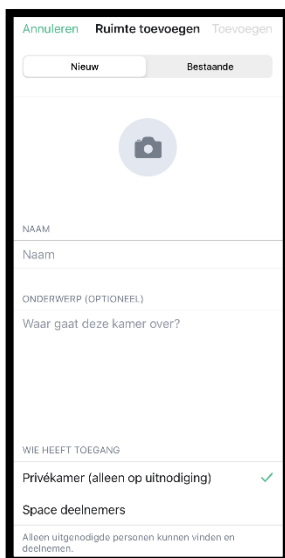 Annuleren Ruimte toevoegen Toevoegen
Nieuw Bestaande
NAAM
Naam
ONDERWERP (OPTIONEEL)
Waar gaat deze kamer over?
WIE HEEFT TOEGANG
Privékamer (alleen op uitnodiging)
Space deelnemers
Alleen uitgenodigde personen kunnen vinden en
deelnemen.